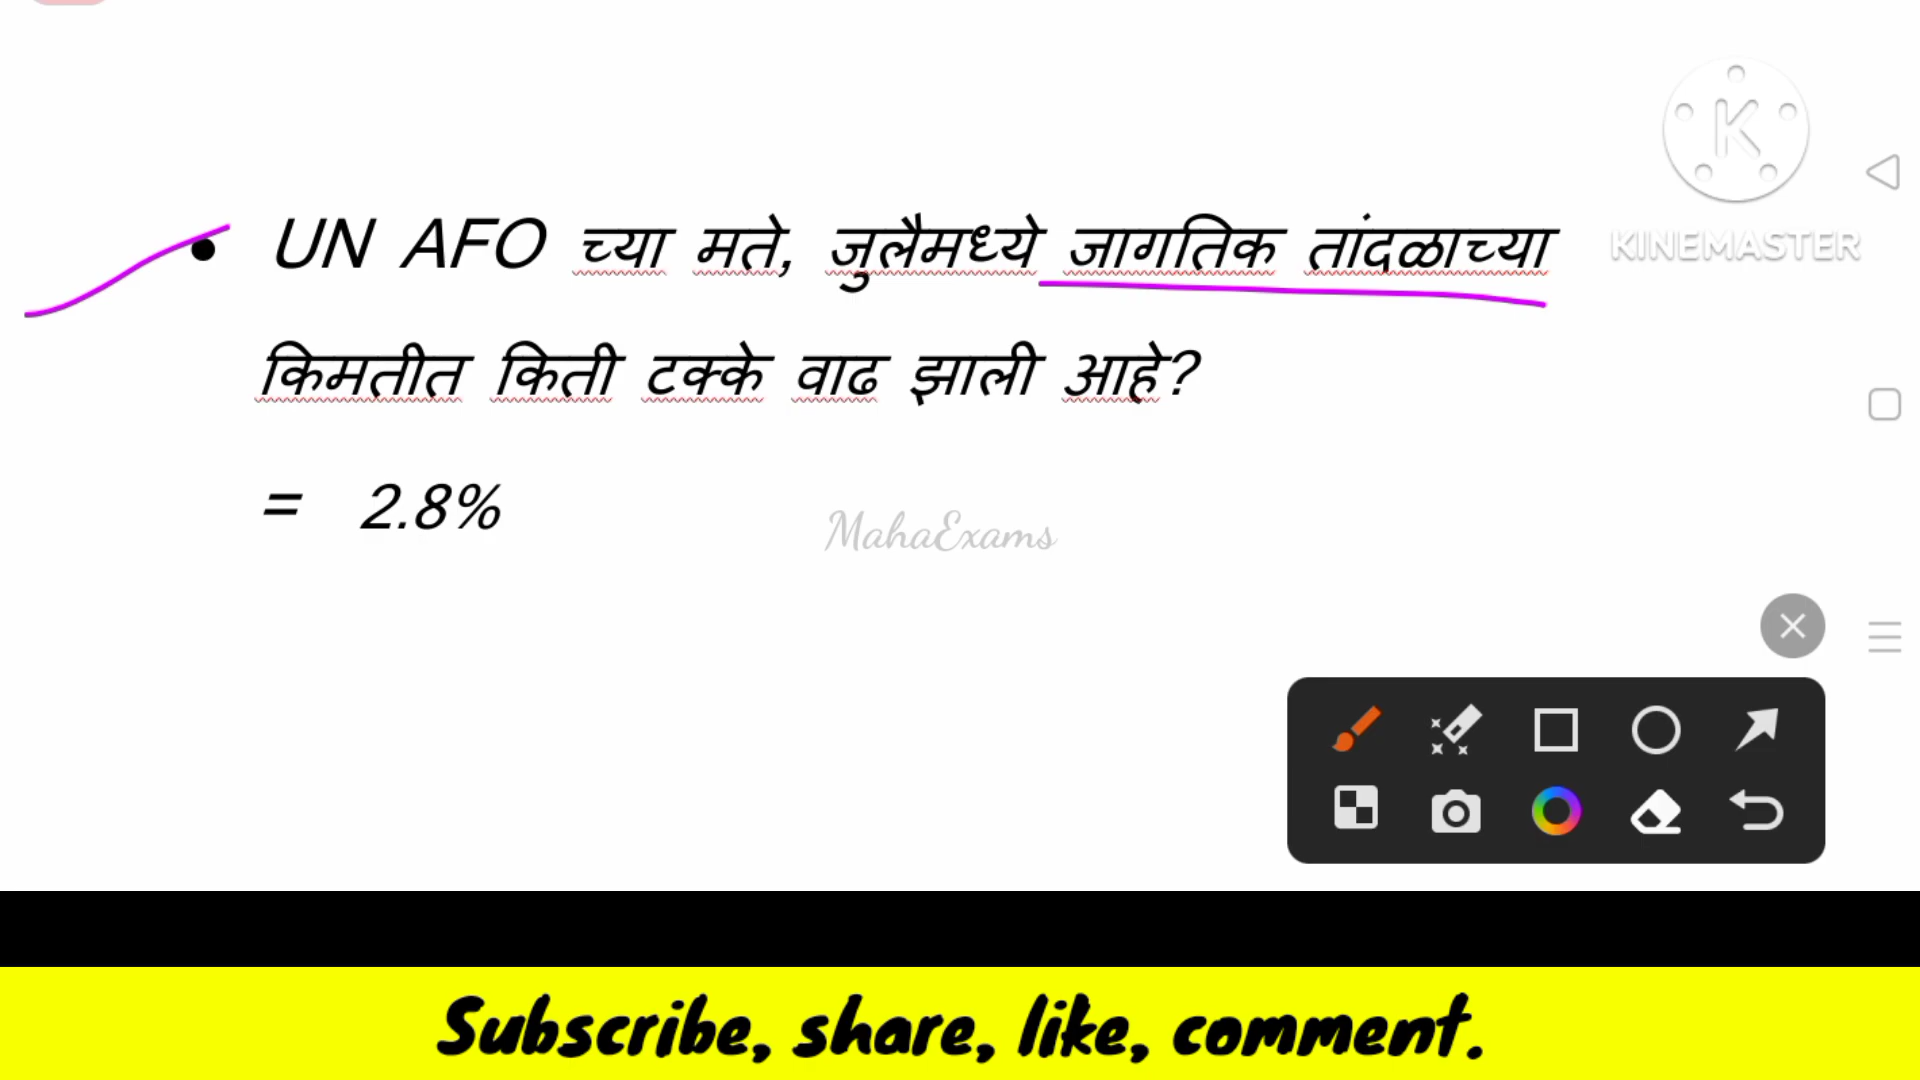 • UN AFO च्या मते, जुलैमध्ये जागतिक तांदळाच्या
किमतीत किती टक्के वाढ झाली आहे?
= 2.8%
MahaExams
KINEMASTER
Subscribe, share, like, comment.